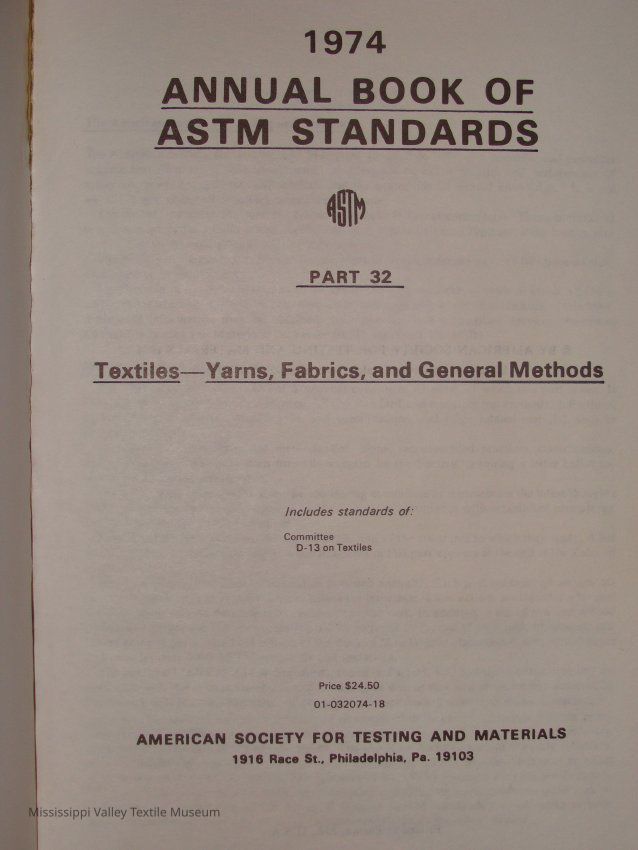 1974
ANNUAL BOOK OF
ASTM STANDARDS
ASTM
PART 32
Textiles—Yarns, Fabrics, and General Methods
Includes standards of:
Committee
D-13 on Textiles
Price $24.50
01-032074-18
AMERICAN SOCIETY FOR TESTING AND MATERIALS
1916 Race St., Philadelphia, Pa. 19103
Mississippi Valley Textile Museum